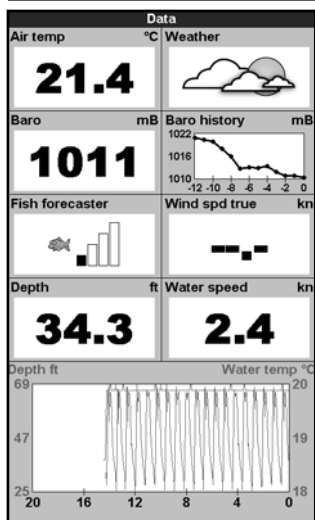 Data
Air temp °C
Weather
21.4
Baro mB
Baro history mB
1011
1022
1016
1010
-12 -10 -8 -6 -4 -2 0
Fish forecaster
Wind spd true kn
--.-
Depth ft
Water speed kn
34.3
2.4
Depth ft Water temp °C
69 20
47 19
25 18
20 16 12 8 4 0